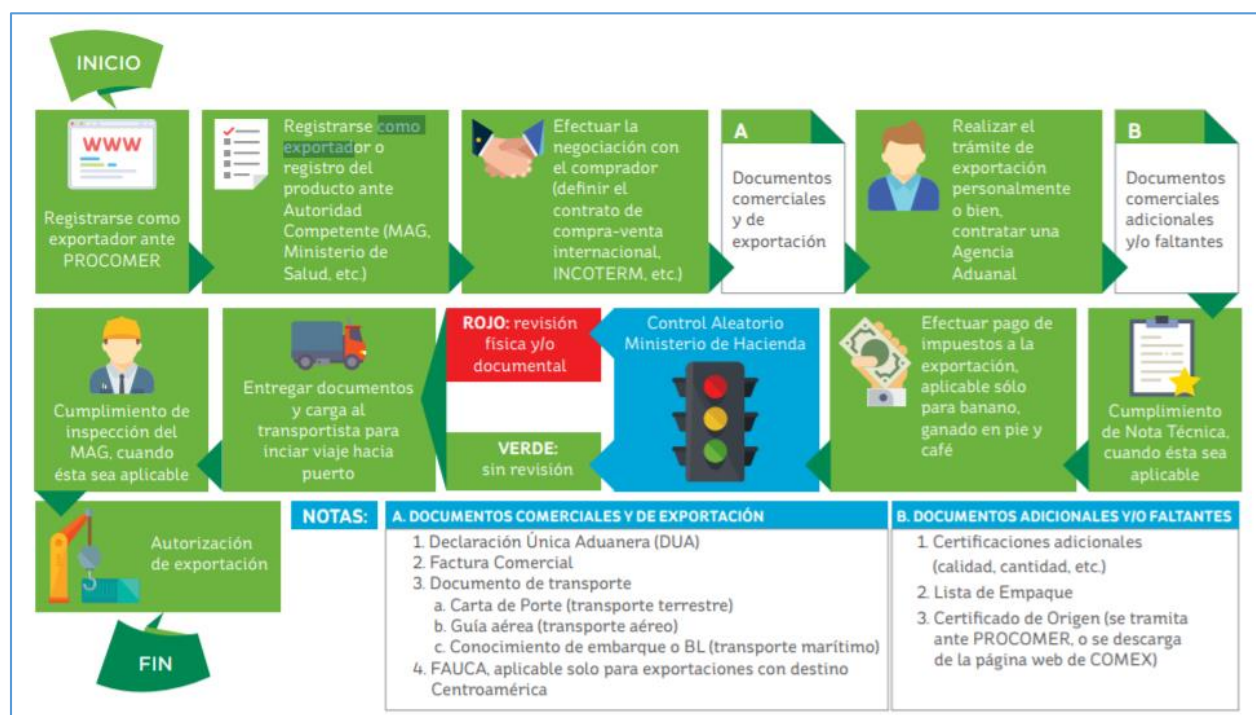 INICIO
WWW
Registrarse como
exportador ante
PROCOMER
Registrarse como
exportador o
registro del
producto ante
Autoridad
Competente (MAG,
Ministerio de
Salud, etc.)
Efectuar la
negociación con
el comprador
(definir el
contrato de
compra-venta
internacional,
INCOTERM, etc.)
A
Documentos
comerciales
y de
exportación
Realizar el
trámite de
exportación
personalmente
o bien,
contratar una
Agencia
Aduanal
B
Documentos
comerciales
adicionales
y/o faltantes
Cumplimiento
de Nota Técnica,
cuando ésta sea
aplicable
Efectuar pago de
impuestos a la
exportación,
aplicable sólo
para banano,
ganado en pie y
café
Control Aleatorio
Ministerio de Hacienda
ROJO: revisión
física y/o
documental
VERDE:
sin revisión
Entregar documentos
y carga al
transportista para
inciar viaje hacia
puerto
Cumplimiento de
inspección del
MAG, cuando
ésta sea aplicable
Autorización
de exportación
FIN
NOTAS:
A. DOCUMENTOS COMERCIALES Y DE EXPORTACIÓN
1. Declaración Única Aduanera (DUA)
2. Factura Comercial
3. Documento de transporte
a. Carta de Porte (transporte terrestre)
b. Guía aérea (transporte aéreo)
c. Conocimiento de embarque o BL (transporte marítimo)
4. FAUCA, aplicable solo para exportaciones con destino
Centroamérica
B. DOCUMENTOS ADICIONALES Y/O FALTANTES
1. Certificaciones adicionales
(calidad, cantidad, etc.)
2. Lista de Empaque
3. Certificado de Origen (se tramita
ante PROCOMER, o se descarga
de la página web de COMEX)